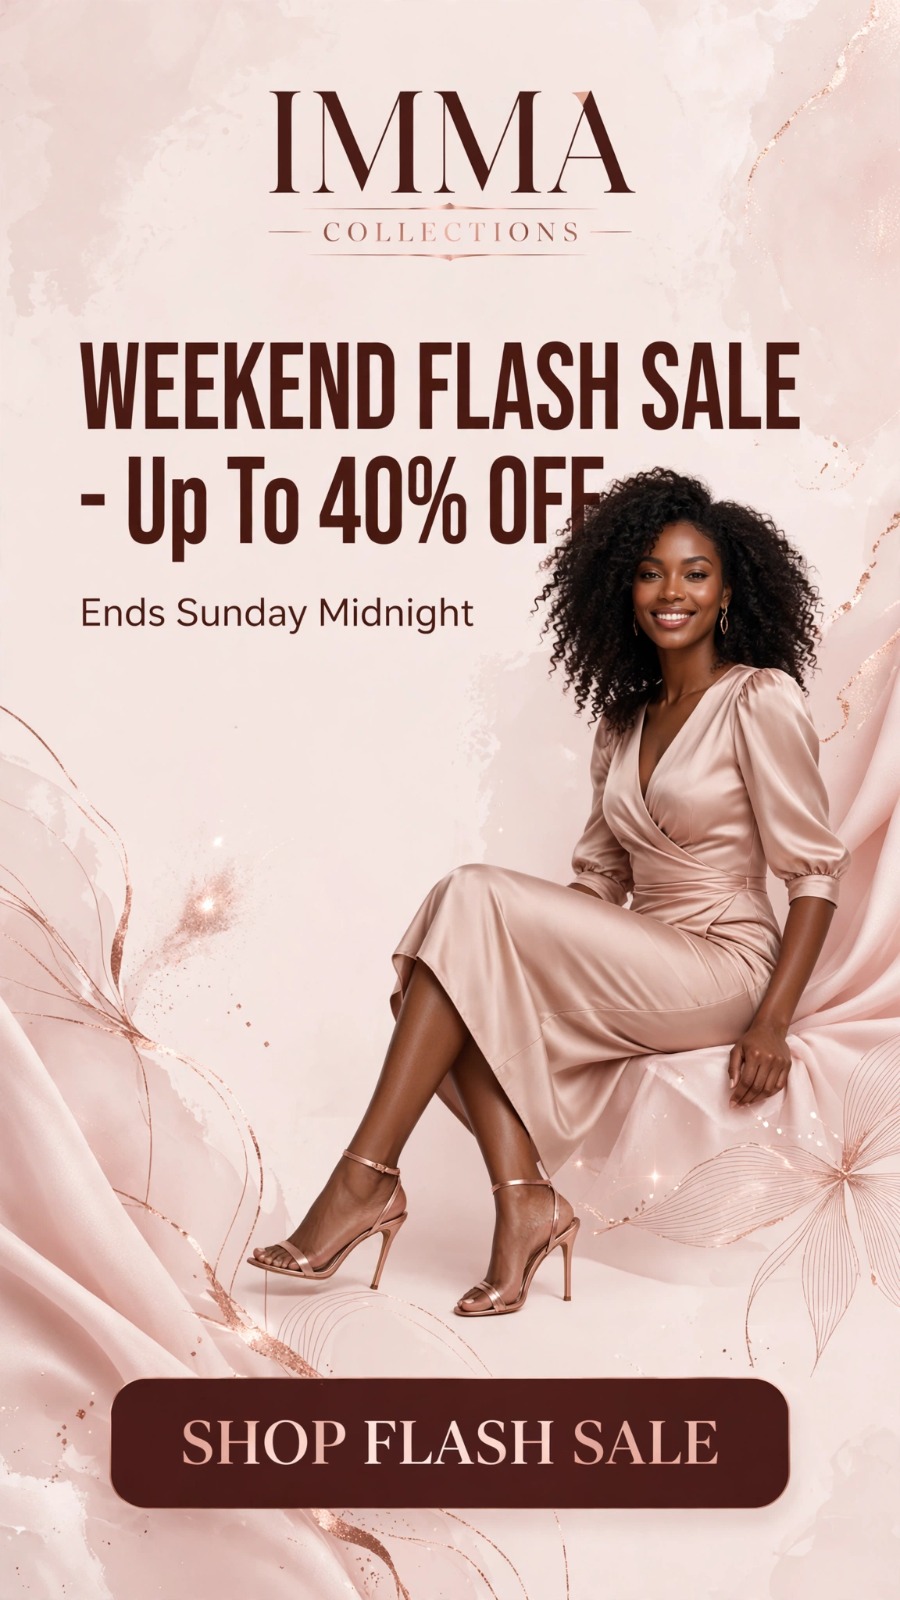 IMMA
COLLECTIONS
WEEKEND FLASH SALE
- Up To 40% OFF
Ends Sunday Midnight
SHOP FLASH SALE